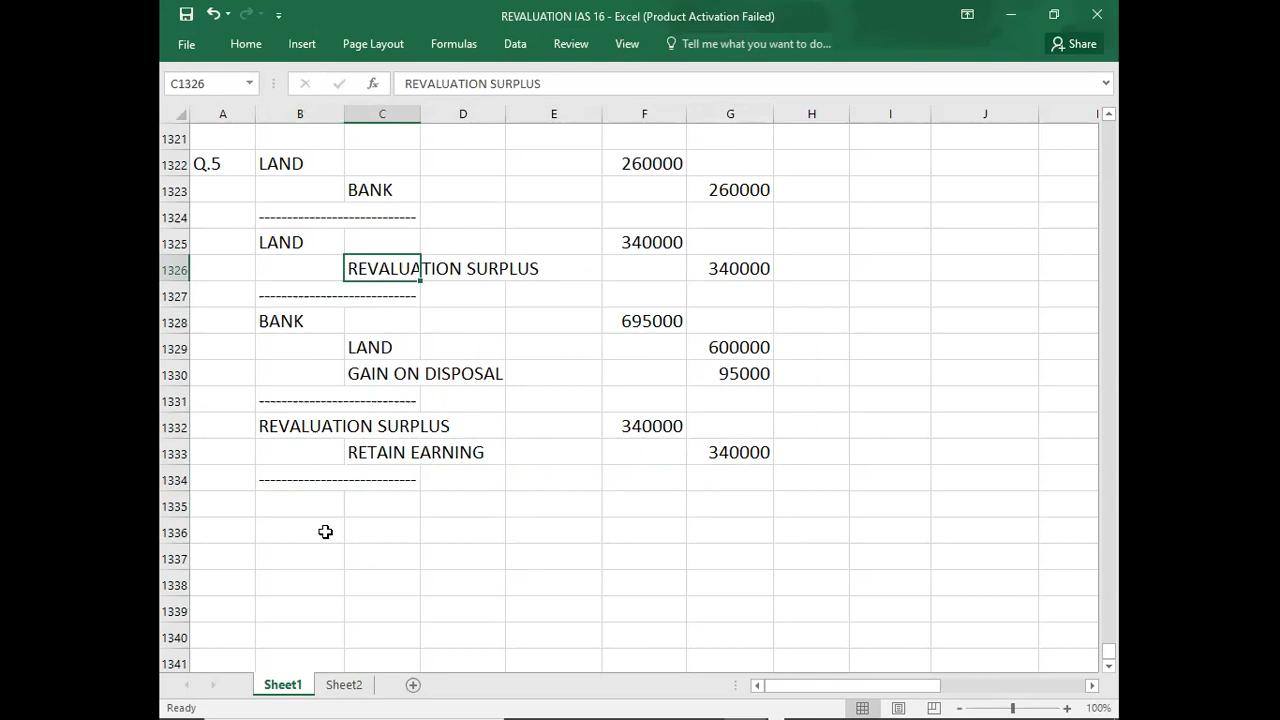 REVALUATION IAS 16 - Excel (Product Activation Failed)
File Home Insert Page Layout Formulas Data Review View Tell me what you want to do... Share
C1326 fx REVALUATION SURPLUS
A B C D E F G H I J
1321
1322 Q.5 LAND 260000
1323 BANK 260000
1324 ----------------------------
1325 LAND 340000
1326 REVALUATION SURPLUS 340000
1327 ----------------------------
1328 BANK 695000
1329 LAND 600000
1330 GAIN ON DISPOSAL 95000
1331 ----------------------------
1332 REVALUATION SURPLUS 340000
1333 RETAIN EARNING 340000
1334 ----------------------------
1335
1336
1337
1338
1339
1340
1341
Sheet1 Sheet2
Ready 100%